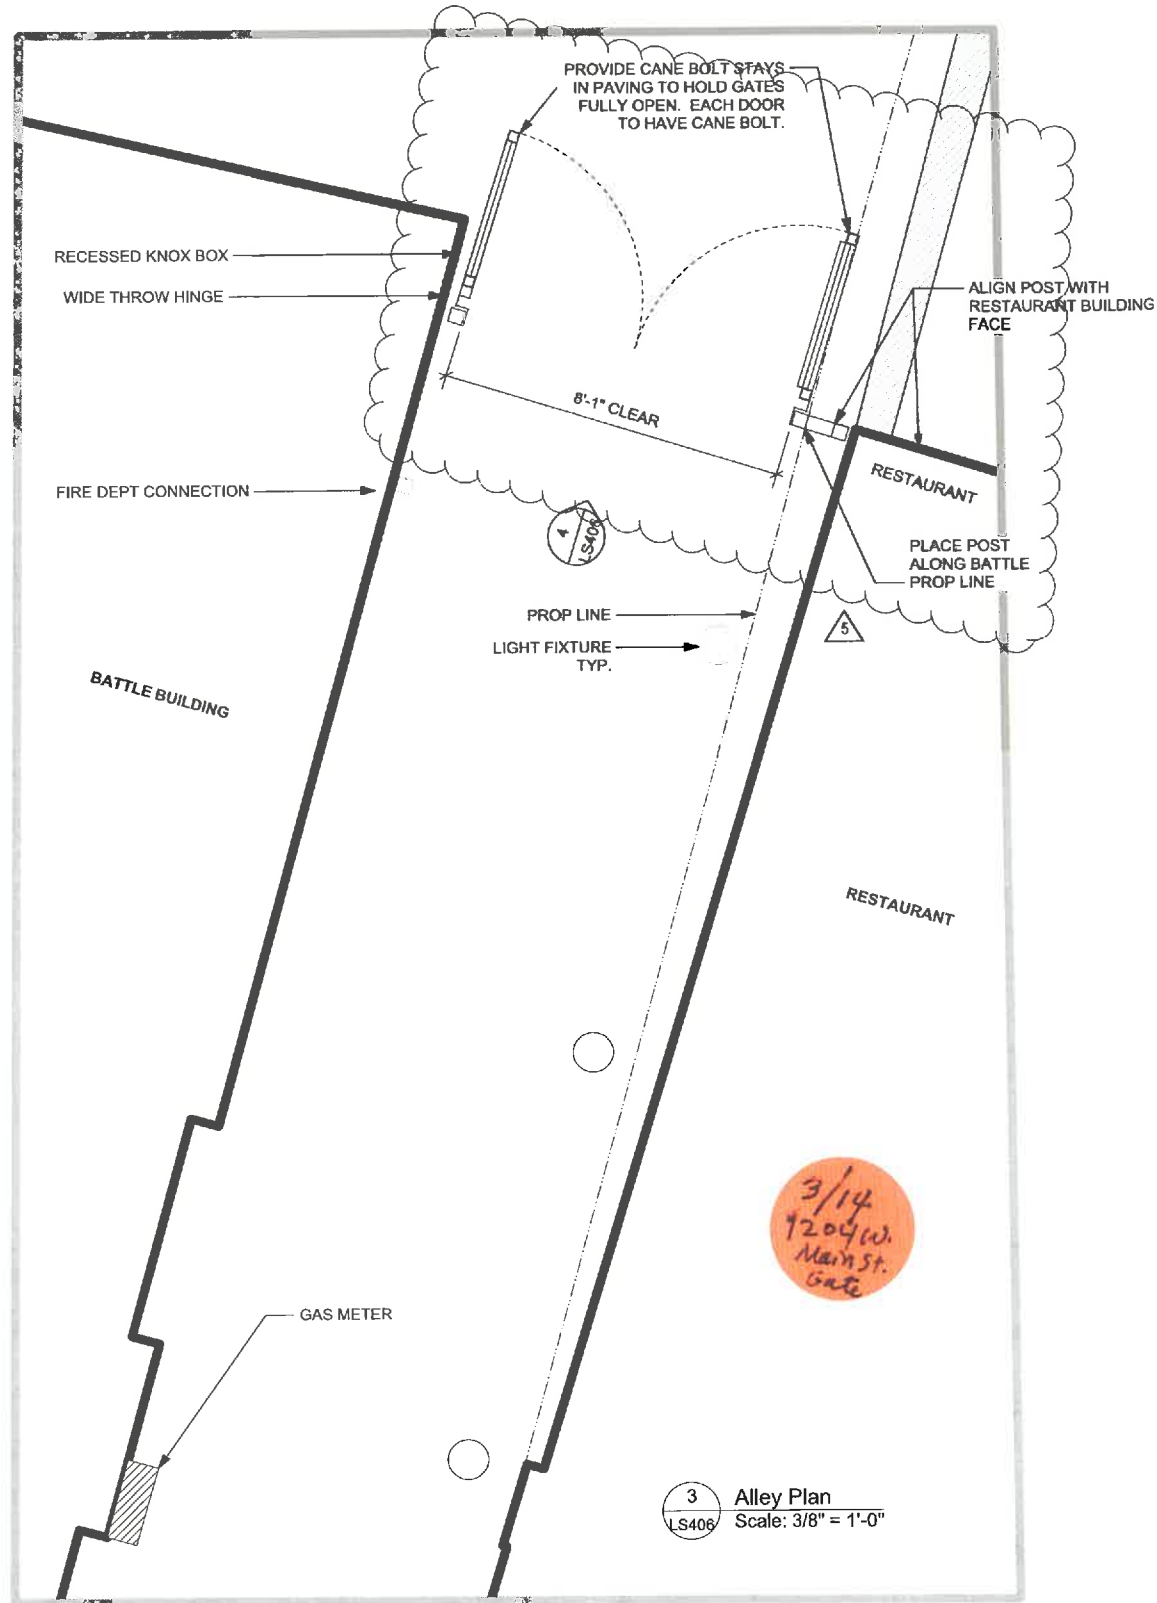 PROVIDE CANE BOLT STAYS
IN PAVING TO HOLD GATES
FULLY OPEN. EACH DOOR
TO HAVE CANE BOLT.
RECESSED KNOX BOX
WIDE THROW HINGE
ALIGN POST WITH
RESTAURANT BUILDING
FACE
8'-1" CLEAR
RESTAURANT
FIRE DEPT CONNECTION
4
LS406
PLACE POST
ALONG BATTLE
PROP LINE
PROP LINE
5
LIGHT FIXTURE
TYP.
BATTLE BUILDING
RESTAURANT
3/14
1204 W.
Main St.
Gate
GAS METER
3
LS406
Alley Plan
Scale: 3/8" = 1'-0"